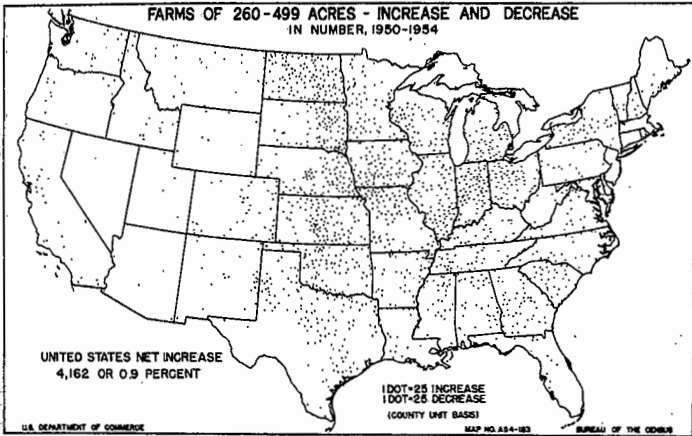 FARMS OF 260-499 ACRES - INCREASE AND DECREASE
IN NUMBER, 1950-1954
UNITED STATES NET INCREASE
4,162 OR 0.9 PERCENT
1 DOT=25 INCREASE
1 DOT=25 DECREASE
(COUNTY UNIT BASIS)
U.S. DEPARTMENT OF COMMERCE
MAP NO. A54-183
BUREAU OF THE CENSUS